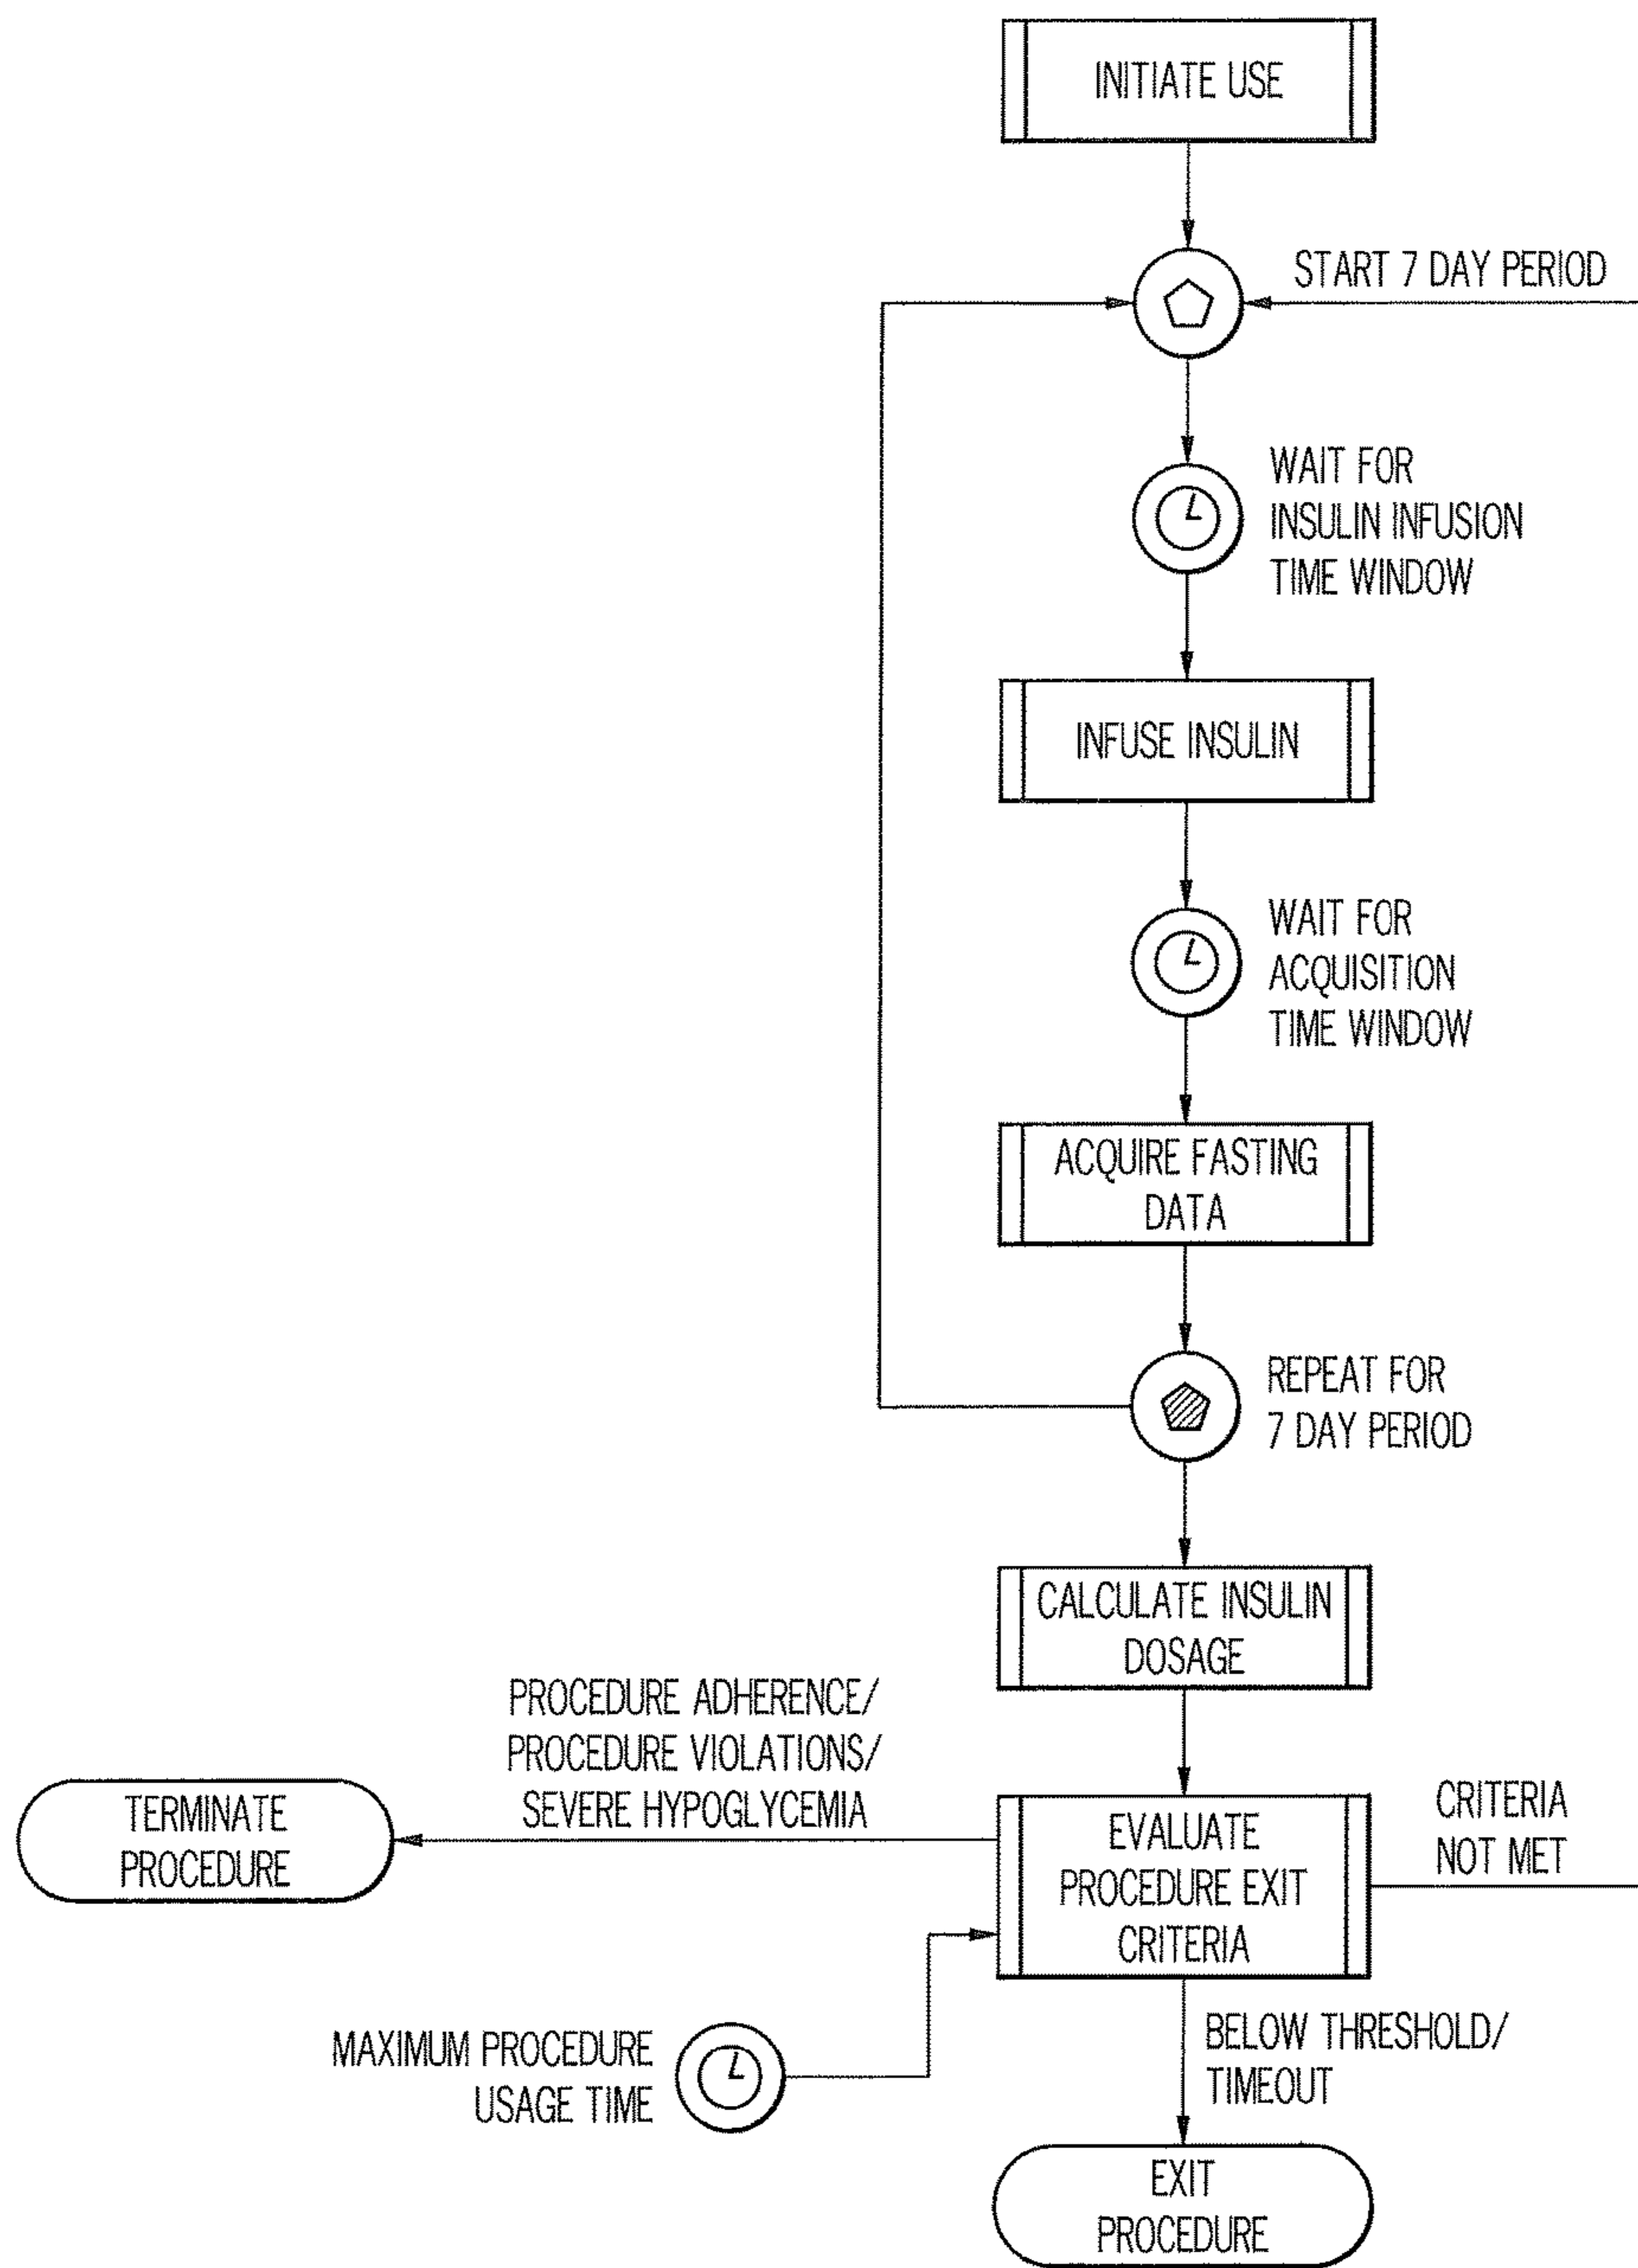 INITIATE USE
START 7 DAY PERIOD
WAIT FOR
INSULIN INFUSION
TIME WINDOW
INFUSE INSULIN
WAIT FOR
ACQUISITION
TIME WINDOW
ACQUIRE FASTING
DATA
REPEAT FOR
7 DAY PERIOD
CALCULATE INSULIN
DOSAGE
PROCEDURE ADHERENCE/
PROCEDURE VIOLATIONS/
SEVERE HYPOGLYCEMIA
TERMINATE
PROCEDURE
EVALUATE
PROCEDURE EXIT
CRITERIA
CRITERIA
NOT MET
MAXIMUM PROCEDURE
USAGE TIME
BELOW THRESHOLD/
TIMEOUT
EXIT
PROCEDURE